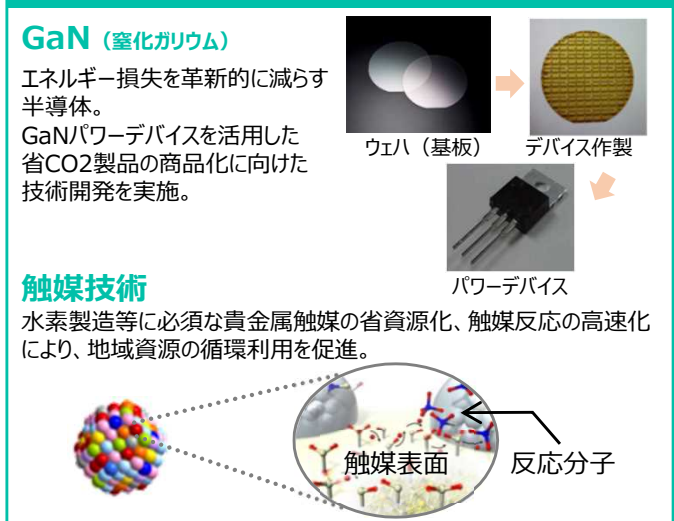 GaN（窒化ガリウム）
エネルギー損失を革新的に減らす
半導体。
GaNパワーデバイスを活用した
省CO2製品の商品化に向けた
技術開発を実施。
ウェハ（基板）
デバイス作製
パワーデバイス
触媒技術
水素製造等に必須な貴金属触媒の省資源化、触媒反応の高速化
により、地域資源の循環利用を促進。
触媒表面
反応分子